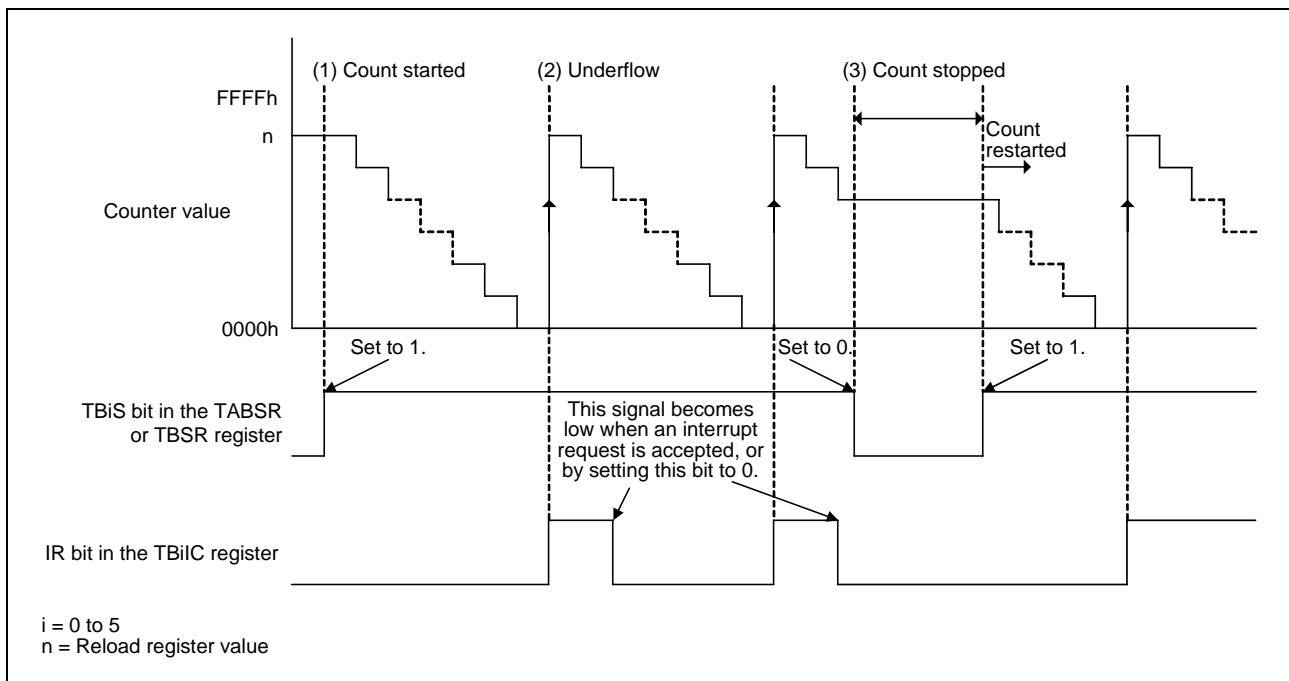 (1) Count started
(2) Underflow
(3) Count stopped
FFFFh
n
Count
restarted
Counter value
0000h
Set to 1.
Set to 0.
Set to 1.
TBiS bit in the TABSR
or TBSR register
This signal becomes
low when an interrupt
request is accepted, or
by setting this bit to 0.
IR bit in the TBiIC register
i = 0 to 5
n = Reload register value